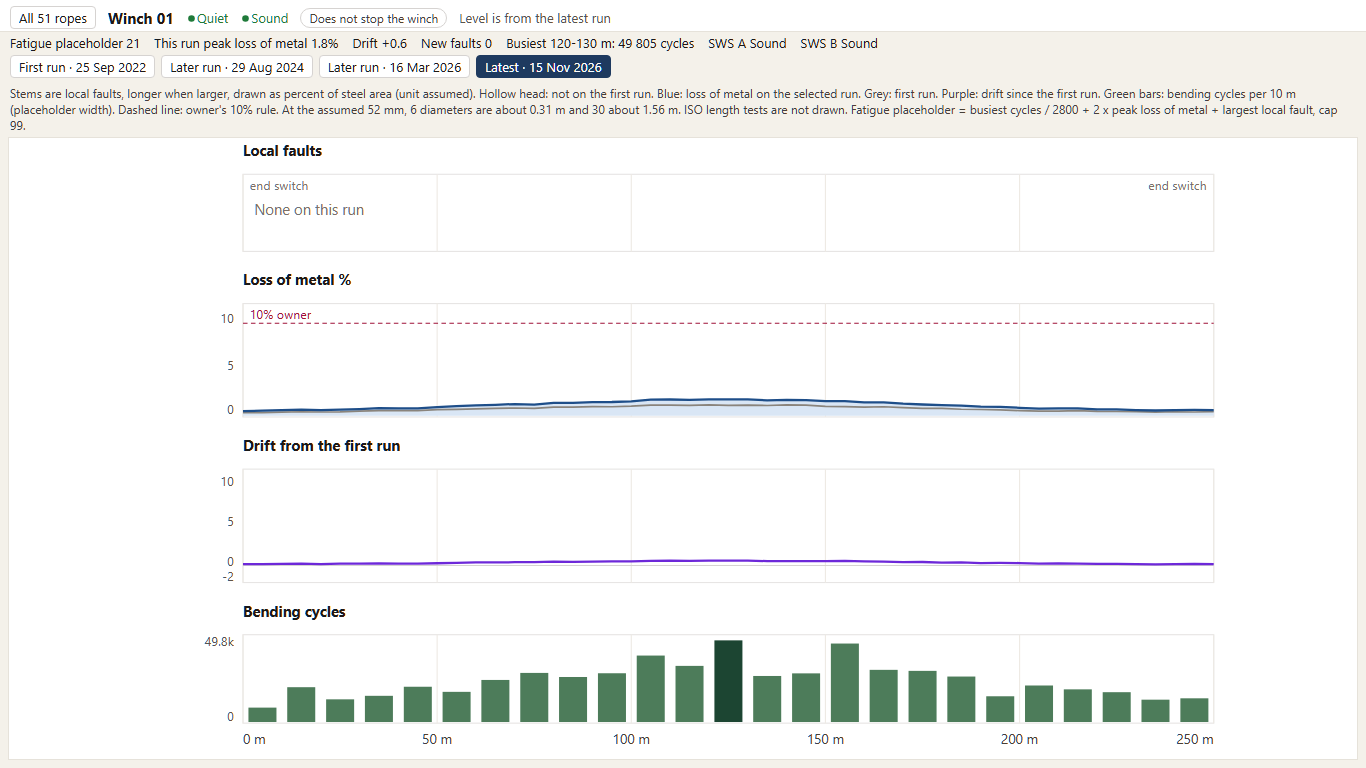 All 51 ropes Winch 01 Quiet Sound Does not stop the winch Level is from the latest run
Fatigue placeholder 21 This run peak loss of metal 1.8% Drift +0.6 New faults 0 Busiest 120-130 m: 49 805 cycles SWS A Sound SWS B Sound
First run · 25 Sep 2022 Later run · 29 Aug 2024 Later run · 16 Mar 2026 Latest · 15 Nov 2026
Stems are local faults, longer when larger, drawn as percent of steel area (unit assumed). Hollow head: not on the first run. Blue: loss of metal on the selected run. Grey: first run. Purple: drift since the first run. Green bars: bending cycles per 10 m
(placeholder width). Dashed line: owner's 10% rule. At the assumed 52 mm, 6 diameters are about 0.31 m and 30 about 1.56 m. ISO length tests are not drawn. Fatigue placeholder = busiest cycles / 2800 + 2 x peak loss of metal + largest local fault, cap
99.
Local faults
end switch end switch
None on this run
Loss of metal %
10
10% owner
5
0
Drift from the first run
10
5
0
-2
Bending cycles
49.8k
0
0 m 50 m 100 m 150 m 200 m 250 m